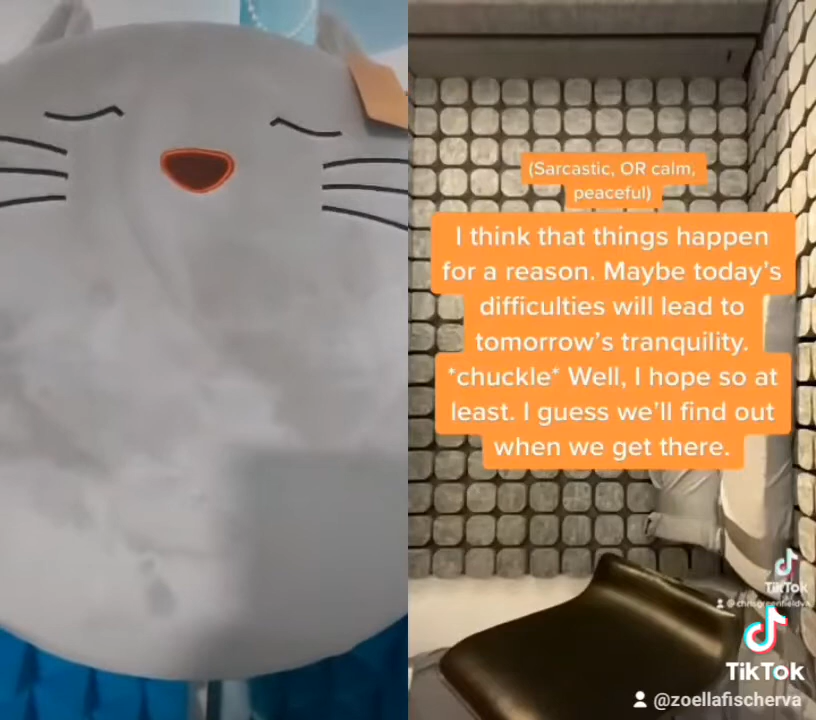 (Sarcastic, OR calm,
peaceful)
I think that things happen
for a reason. Maybe today's
difficulties will lead to
tomorrow's tranquility.
*chuckle* Well, I hope so at
least. I guess we'll find out
when we get there.
TikTok
@chrisgreenfieldva
TikTok
@zoellafischerva